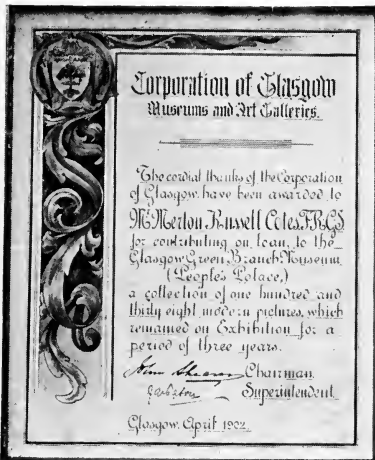 Corporation of Glasgow
Museums and Art Galleries.
The cordial thanks of the Corporation
of Glasgow have been awarded to
Mr. Merton Russell Cotes, F.R.G.S.
for contributing on loan, to the
Glasgow Green Branch Museum,
(People's Palace,)
a collection of one hundred and
thirty eight modern pictures, which
remained on Exhibition for a
period of three years.
John Shearer Chairman.
Superintendent.
Glasgow, April 1902.